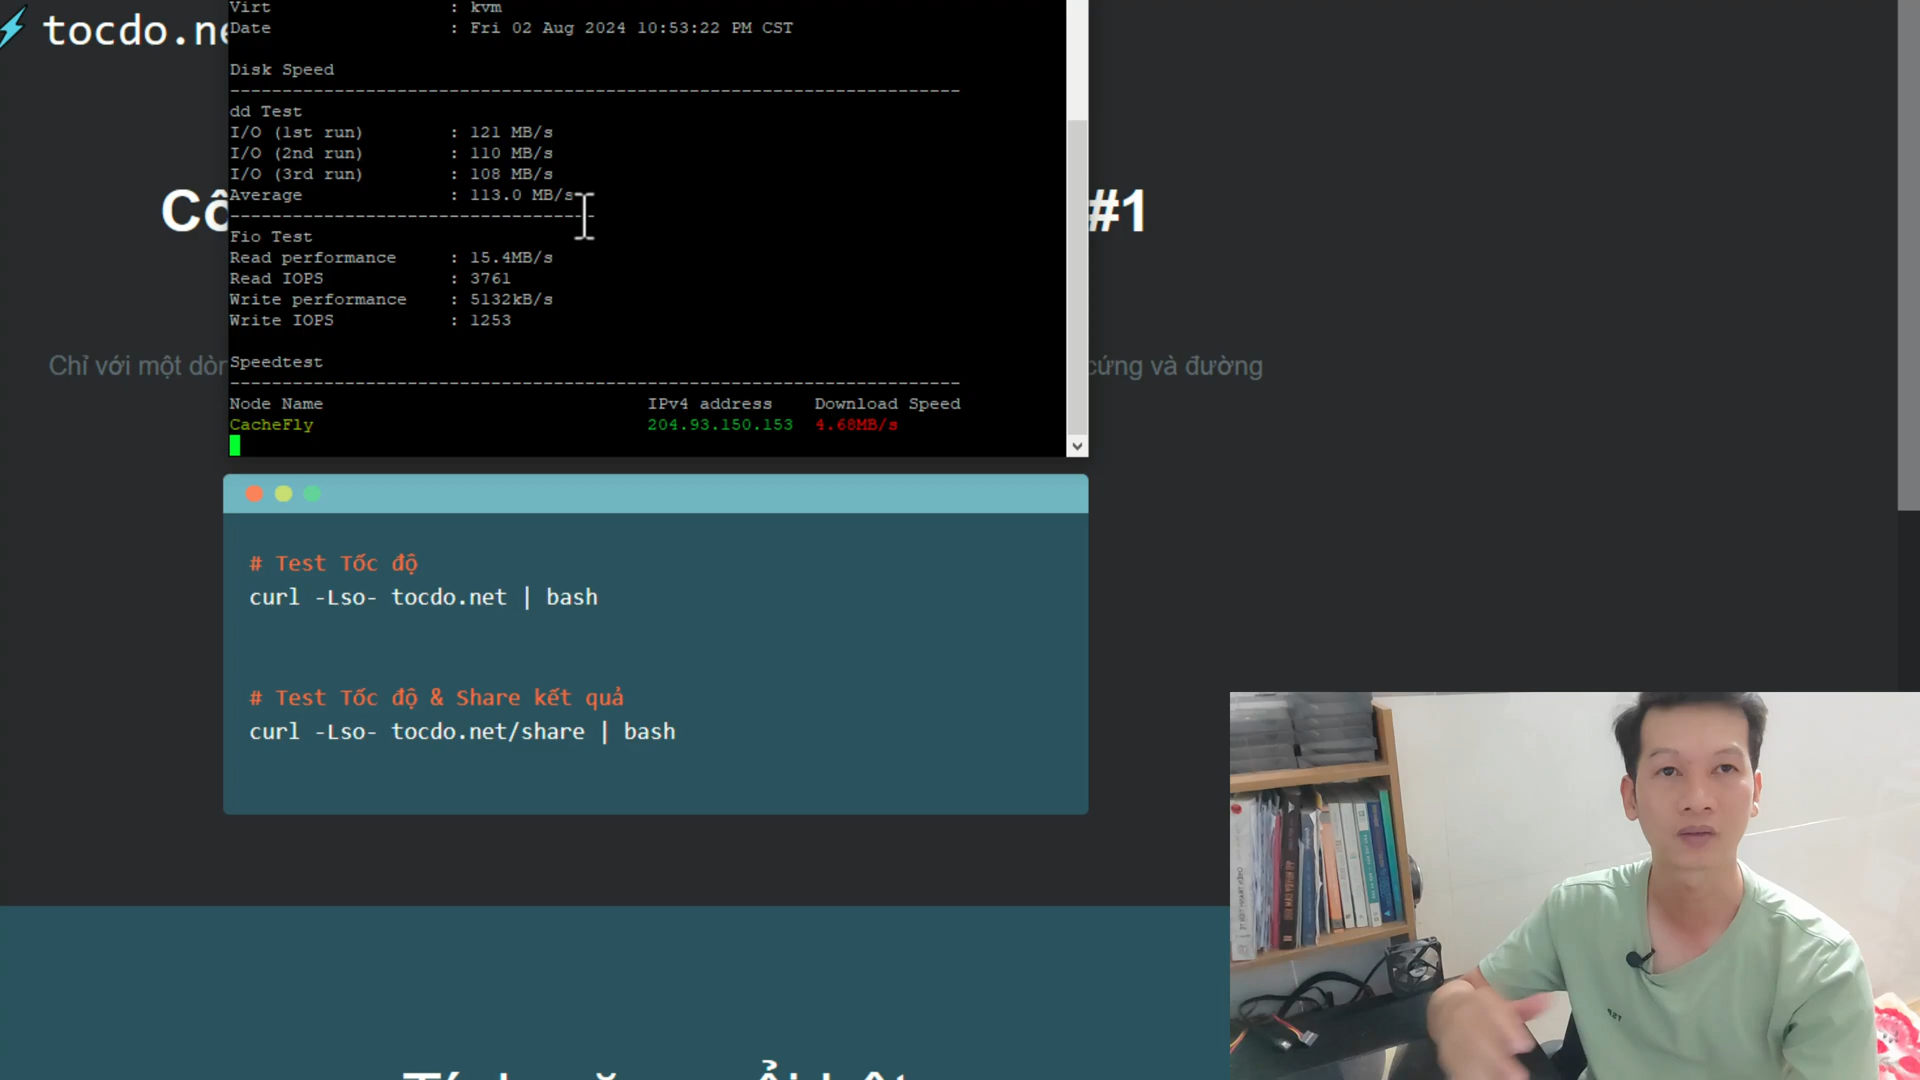 tocdo.ne
Virt : kvm
Date : Fri 02 Aug 2024 10:53:22 PM CST
Disk Speed
----------------------------------------------------------------------
dd Test
I/O (1st run) : 121 MB/s
I/O (2nd run) : 110 MB/s
I/O (3rd run) : 108 MB/s
Average : 113.0 MB/s
-----------------------------------
Fio Test
Read performance : 15.4MB/s
Read IOPS : 3761
Write performance : 5132kB/s
Write IOPS : 1253
Speedtest
----------------------------------------------------------------------
Node Name IPv4 address Download Speed
CacheFly 204.93.150.153 4.68MB/s
Cô #1
Chỉ với một dòn cứng và đường
# Test Tốc độ
curl -Lso- tocdo.net | bash
# Test Tốc độ & Share kết quả
curl -Lso- tocdo.net/share | bash